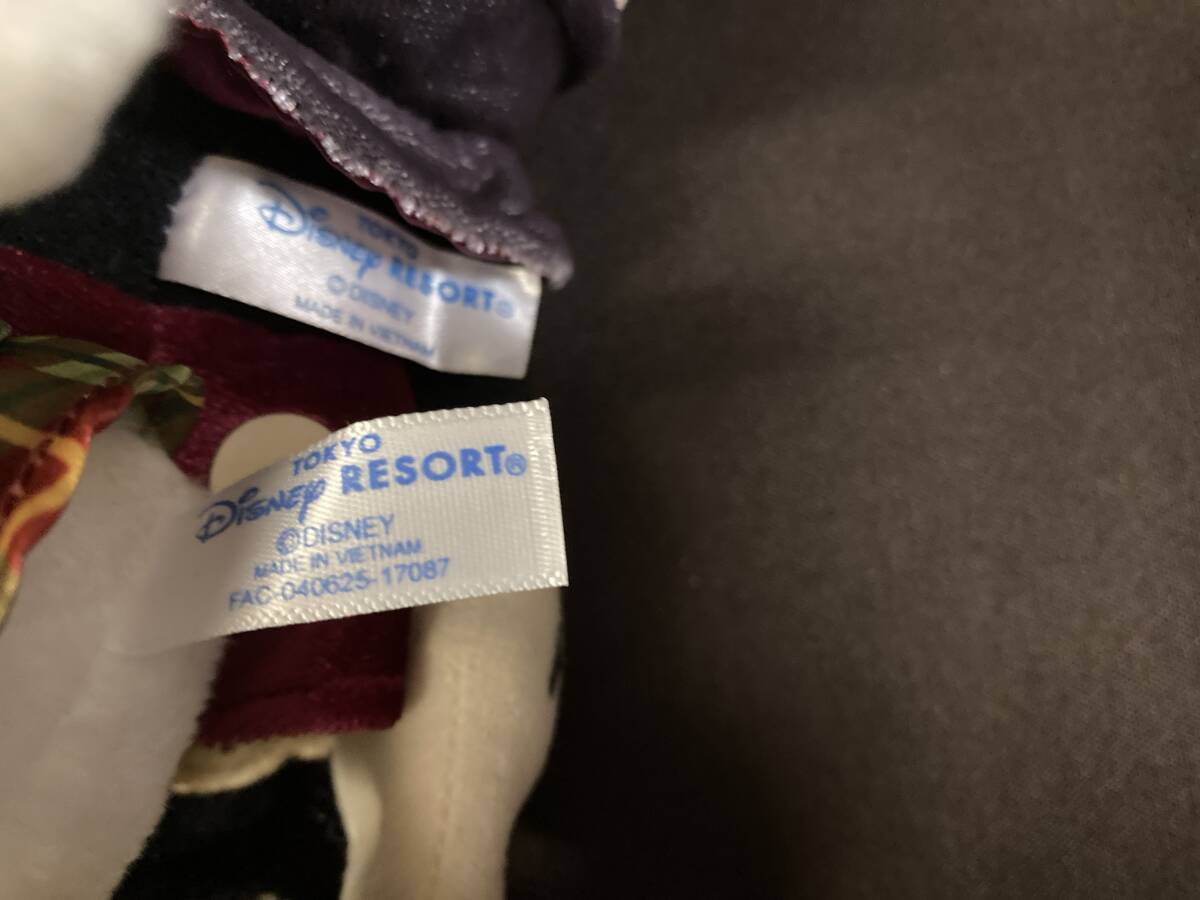 TOKYO
Disney RESORT®
©DISNEY
MADE IN VIETNAM
TOKYO
Disney RESORT®
©DISNEY
MADE IN VIETNAM
FAC-040625-17087